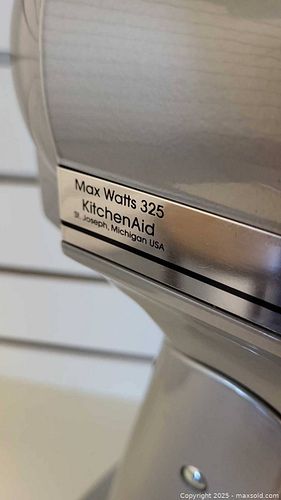 Max Watts 325
KitchenAid
St. Joseph, Michigan USA
Copyright 2025 - maxsold.com